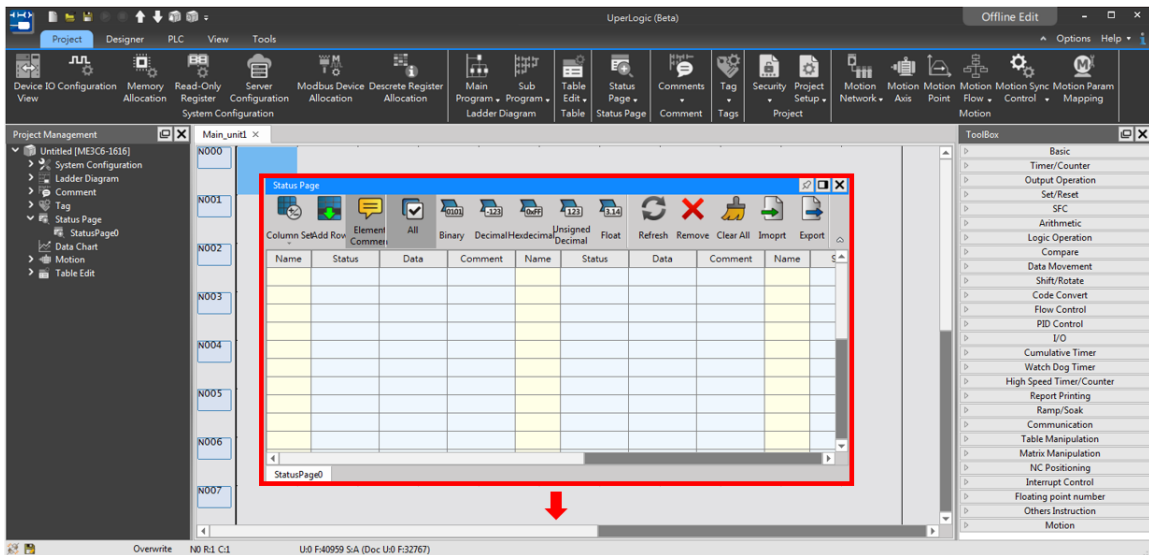 UperLogic (Beta)
Offline Edit
Project Designer PLC View Tools
Options Help
Device IO Configuration Memory Read-Only Server Modbus Device Descrete Register Main Sub Table Status Comments Tag Security Project Motion Motion Motion Motion Motion Sync Motion Param
View Allocation Register Configuration Allocation Allocation Program Program Edit Page Setup Network Axis Point Flow Control Mapping
System Configuration Ladder Diagram Table Status Page Comment Tags Project Motion
Project Management
Untitled [ME3C6-1616]
System Configuration
Ladder Diagram
Comment
Tag
Status Page
StatusPage0
Data Chart
Motion
Table Edit
Main_unit1
N000
N001
N002
N003
N004
N005
N006
N007
Status Page
Column Set Add Row Element Commen All Binary Decimal Hexdecimal Unsigned Decimal Float Refresh Remove Clear All Imoprt Export
0101 -123 0xFF 123 3.14
Name Status Data Comment Name Status Data Comment Name S
StatusPage0
ToolBox
Basic
Timer/Counter
Output Operation
Set/Reset
SFC
Arithmetic
Logic Operation
Compare
Data Movement
Shift/Rotate
Code Convert
Flow Control
PID Control
I/O
Cumulative Timer
Watch Dog Timer
High Speed Timer/Counter
Report Printing
Ramp/Soak
Communication
Table Manipulation
Matrix Manipulation
NC Positioning
Interrupt Control
Floating point number
Others Instruction
Motion
Overwrite N0 R:1 C:1 U:0 F:40959 S:A (Doc U:0 F:32767)